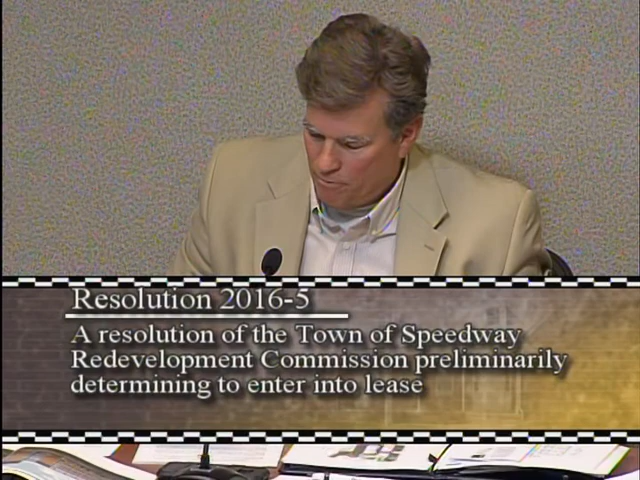 Resolution 2016-5
A resolution of the Town of Speedway
Redevelopment Commission preliminarily
determining to enter into lease